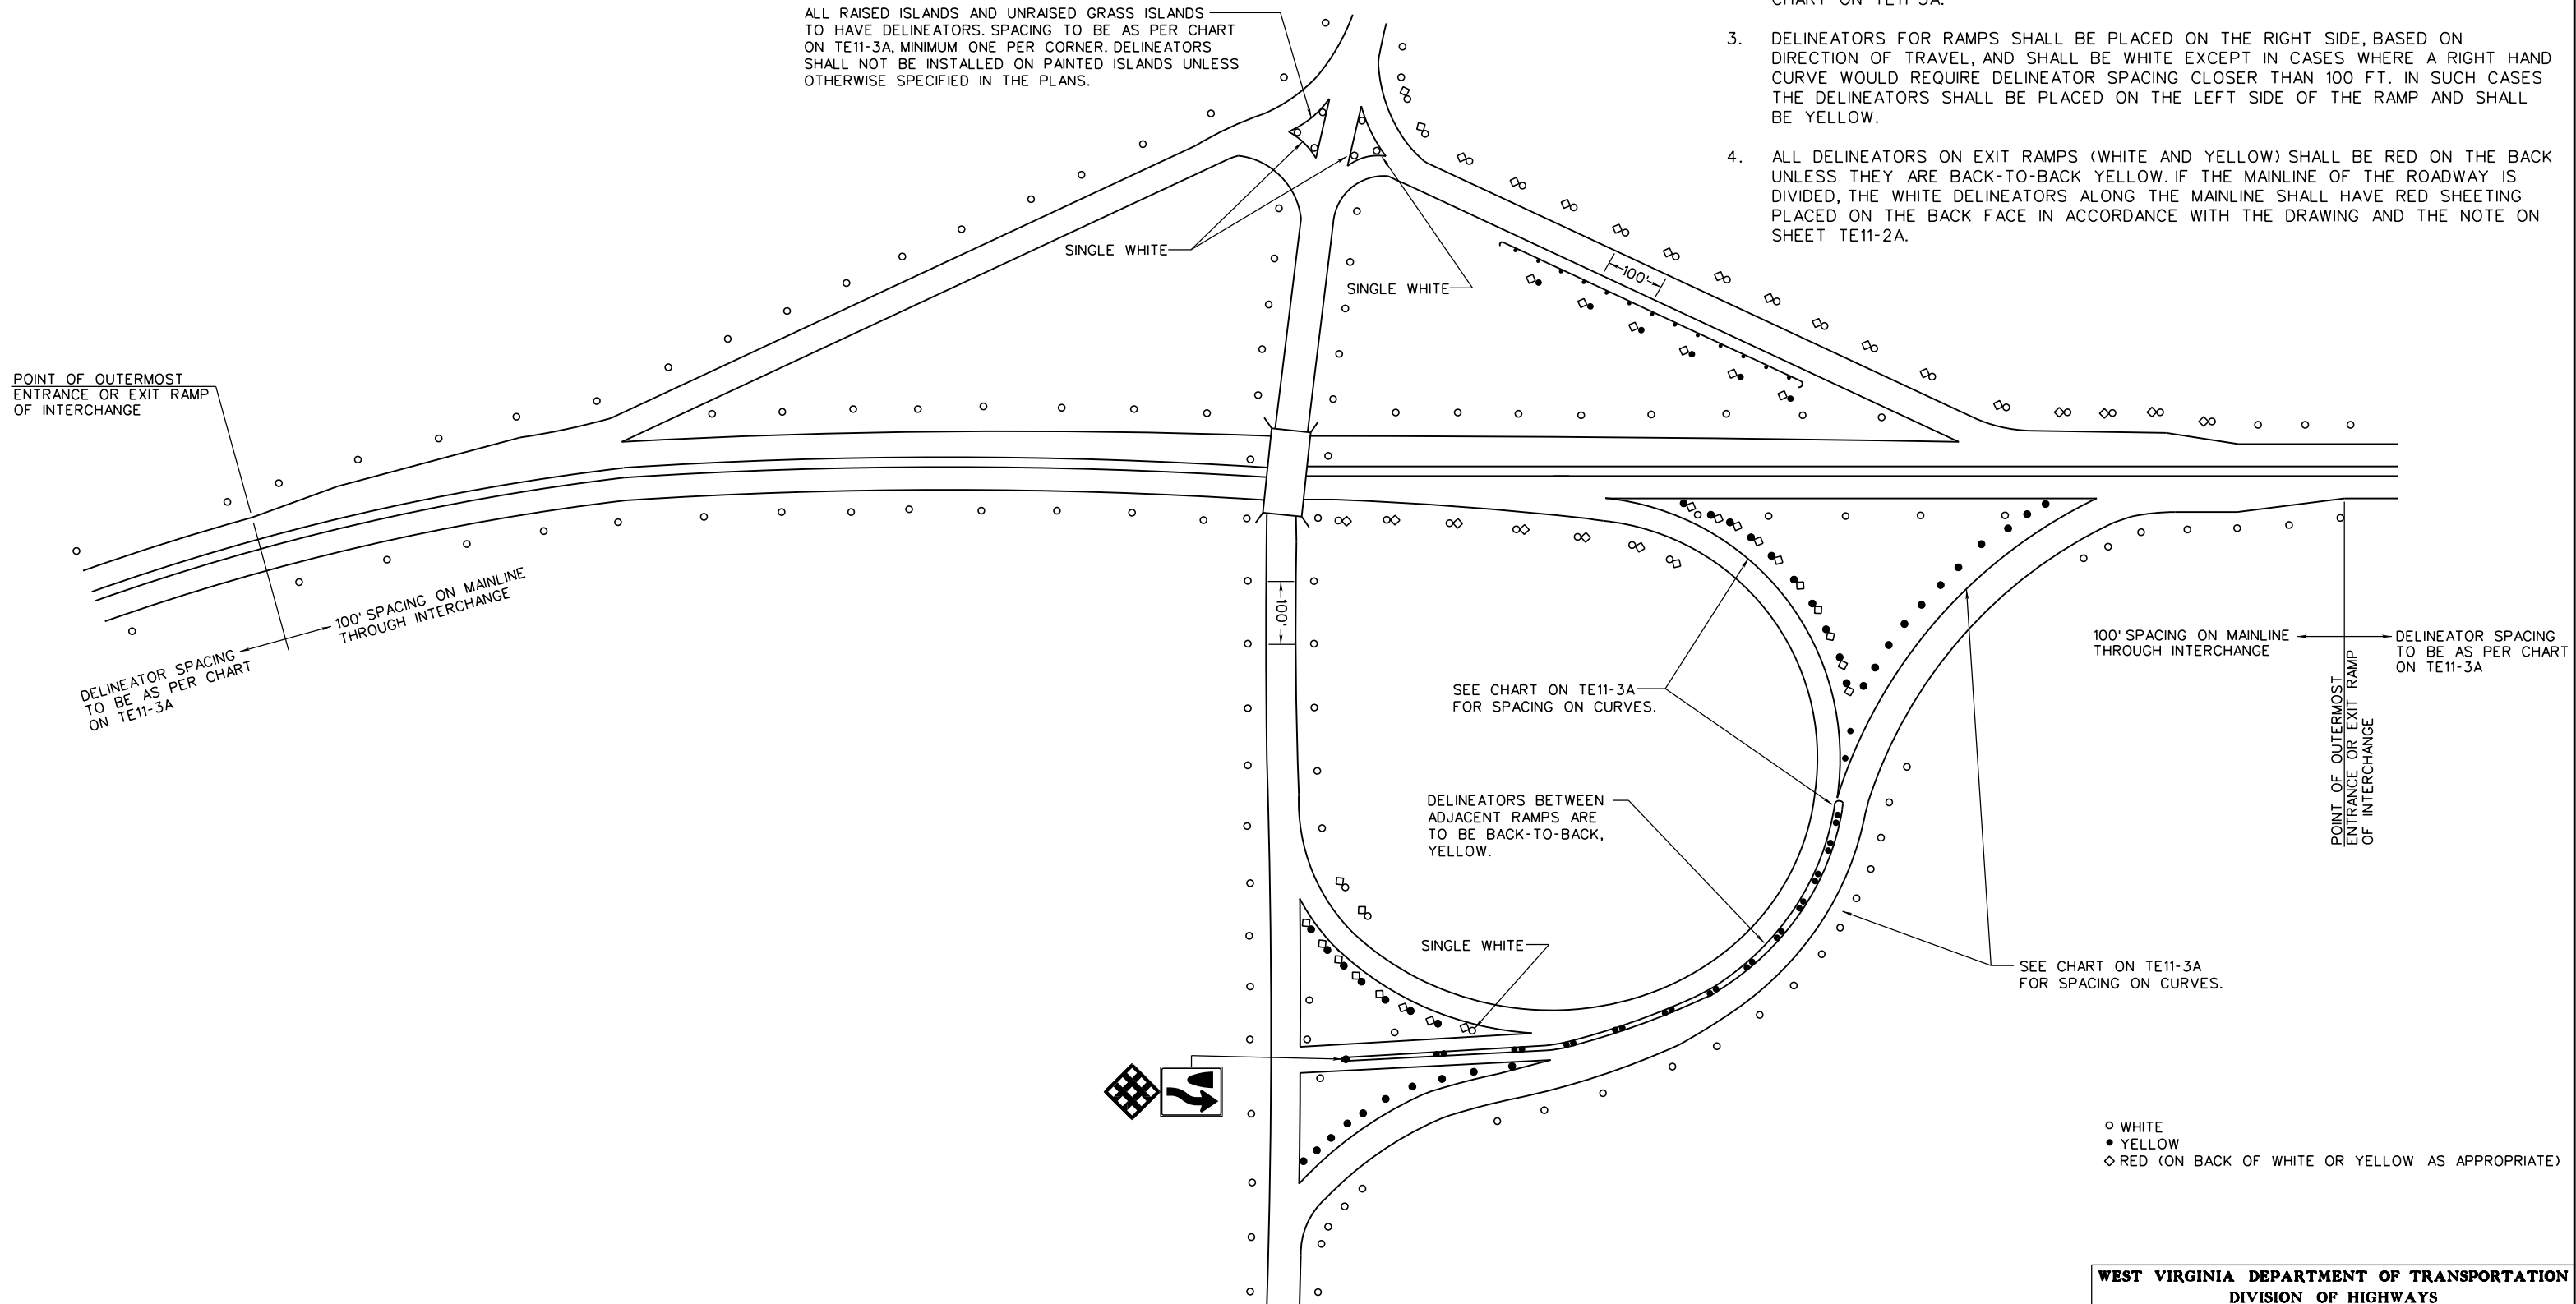 ALL RAISED ISLANDS AND UNRAISED GRASS ISLANDS
TO HAVE DELINEATORS. SPACING TO BE AS PER CHART
ON TE11-3A, MINIMUM ONE PER CORNER. DELINEATORS
SHALL NOT BE INSTALLED ON PAINTED ISLANDS UNLESS
OTHERWISE SPECIFIED IN THE PLANS.
CHART ON TE11-3A.
3. DELINEATORS FOR RAMPS SHALL BE PLACED ON THE RIGHT SIDE, BASED ON
DIRECTION OF TRAVEL, AND SHALL BE WHITE EXCEPT IN CASES WHERE A RIGHT HAND
CURVE WOULD REQUIRE DELINEATOR SPACING CLOSER THAN 100 FT. IN SUCH CASES
THE DELINEATORS SHALL BE PLACED ON THE LEFT SIDE OF THE RAMP AND SHALL
BE YELLOW.
4. ALL DELINEATORS ON EXIT RAMPS (WHITE AND YELLOW) SHALL BE RED ON THE BACK
UNLESS THEY ARE BACK-TO-BACK YELLOW. IF THE MAINLINE OF THE ROADWAY IS
DIVIDED, THE WHITE DELINEATORS ALONG THE MAINLINE SHALL HAVE RED SHEETING
PLACED ON THE BACK FACE IN ACCORDANCE WITH THE DRAWING AND THE NOTE ON
SHEET TE11-2A.
SINGLE WHITE
SINGLE WHITE
100'
POINT OF OUTERMOST
ENTRANCE OR EXIT RAMP
OF INTERCHANGE
100' SPACING ON MAINLINE
THROUGH INTERCHANGE
DELINEATOR SPACING
TO BE AS PER CHART
ON TE11-3A
100'
100' SPACING ON MAINLINE
THROUGH INTERCHANGE
DELINEATOR SPACING
TO BE AS PER CHART
ON TE11-3A
POINT OF OUTERMOST
ENTRANCE OR EXIT RAMP
OF INTERCHANGE
SEE CHART ON TE11-3A
FOR SPACING ON CURVES.
DELINEATORS BETWEEN
ADJACENT RAMPS ARE
TO BE BACK-TO-BACK,
YELLOW.
SINGLE WHITE
SEE CHART ON TE11-3A
FOR SPACING ON CURVES.
WHITE
YELLOW
RED (ON BACK OF WHITE OR YELLOW AS APPROPRIATE)
WEST VIRGINIA DEPARTMENT OF TRANSPORTATION
DIVISION OF HIGHWAYS